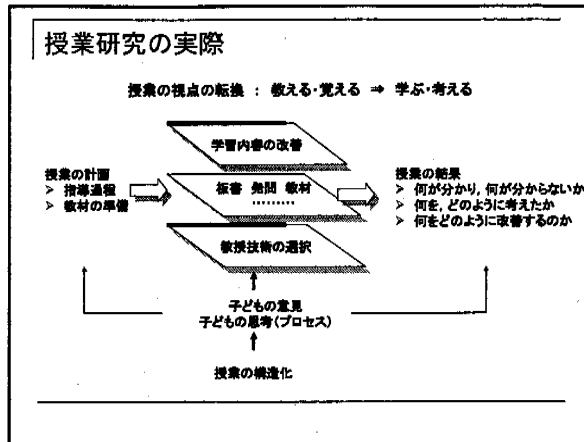 授業研究の実際
授業の視点の転換 : 教える・覚える ⇒ 学ぶ・考える
学習内容の改善
授業の計画
➢ 指導過程
➢ 教材の準備
板書 発問 教材
………
授業の結果
➢ 何が分かり, 何が分からないか
➢ 何を, どのように考えたか
➢ 何をどのように改善するのか
教授技術の選択
子どもの意見
子どもの思考(プロセス)
授業の構造化